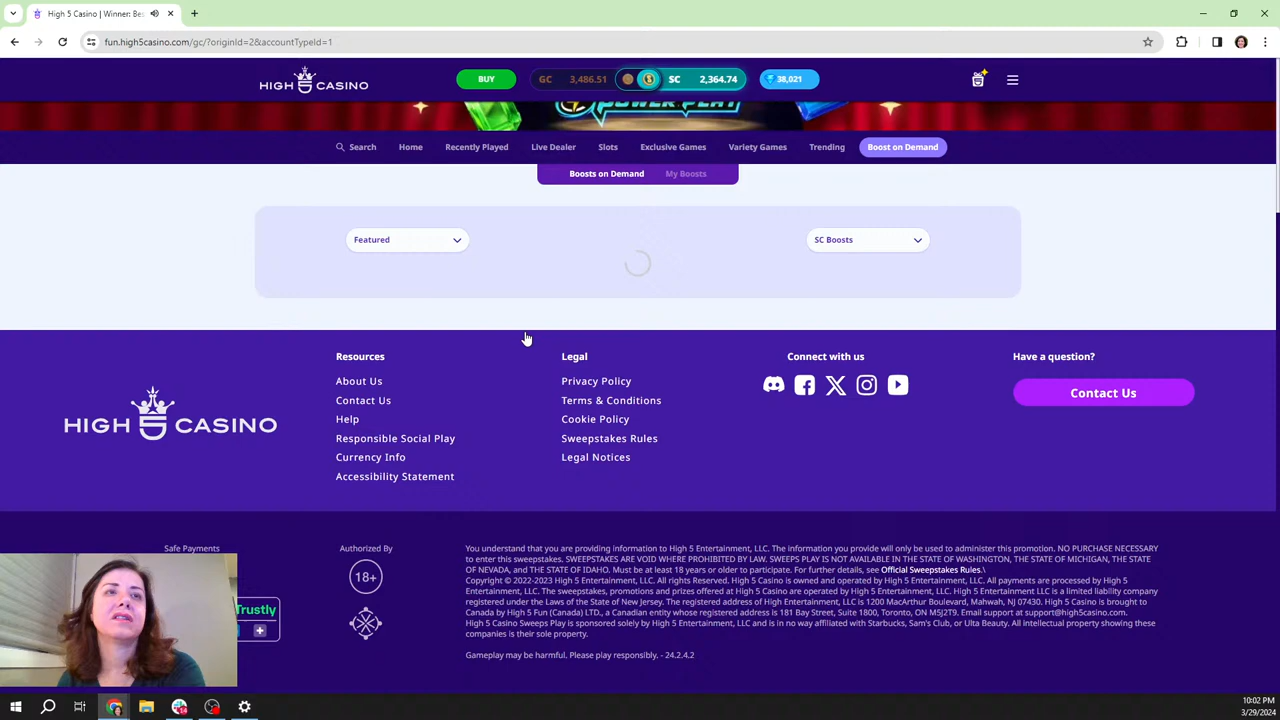 High 5 Casino | Winner: Bes
fun.high5casino.com/gc/?originId=2&accountTypeId=1
HIGH 5 CASINO
BUY
GC 3,486.51
SC 2,364.74
38,021
POWER PLAY
Search
Home
Recently Played
Live Dealer
Slots
Exclusive Games
Variety Games
Trending
Boost on Demand
Boosts on Demand
My Boosts
Featured
SC Boosts
HIGH 5 CASINO
Resources
About Us
Contact Us
Help
Responsible Social Play
Currency Info
Accessibility Statement
Legal
Privacy Policy
Terms & Conditions
Cookie Policy
Sweepstakes Rules
Legal Notices
Connect with us
Have a question?
Contact Us
Safe Payments
Trustly
Authorized By
18+
You understand that you are providing information to High 5 Entertainment, LLC. The information you provide will only be used to administer this promotion. NO PURCHASE NECESSARY
to enter this sweepstakes. SWEEPSTAKES ARE VOID WHERE PROHIBITED BY LAW. SWEEPS PLAY IS NOT AVAILABLE IN THE STATE OF WASHINGTON, THE STATE OF MICHIGAN, THE STATE
OF NEVADA, and THE STATE OF IDAHO. Must be at least 18 years or older to participate. For further details, see Official Sweepstakes Rules.\
Copyright © 2022-2023 High 5 Entertainment, LLC. All rights Reserved. High 5 Casino is owned and operated by High 5 Entertainment, LLC. All payments are processed by High 5
Entertainment, LLC. The sweepstakes, promotions and prizes offered at High 5 Casino are operated by High 5 Entertainment, LLC. High 5 Entertainment LLC is a limited liability company
registered under the Laws of the State of New Jersey. The registered address of High Entertainment, LLC is 1200 MacArthur Boulevard, Mahwah, NJ 07430. High 5 Casino is brought to
Canada by High 5 Fun (Canada) LTD., a Canadian entity whose registered address is 181 Bay Street, Suite 1800, Toronto, ON M5J2T9. Email support at support@high5casino.com.
High 5 Casino Sweeps Play is sponsored solely by High 5 Entertainment, LLC and is in no way affiliated with Starbucks, Sam's Club, or Ulta Beauty. All intellectual property showing these
companies is their sole property.
Gameplay may be harmful. Please play responsibly. - 24.2.4.2
10:02 PM
3/29/2024